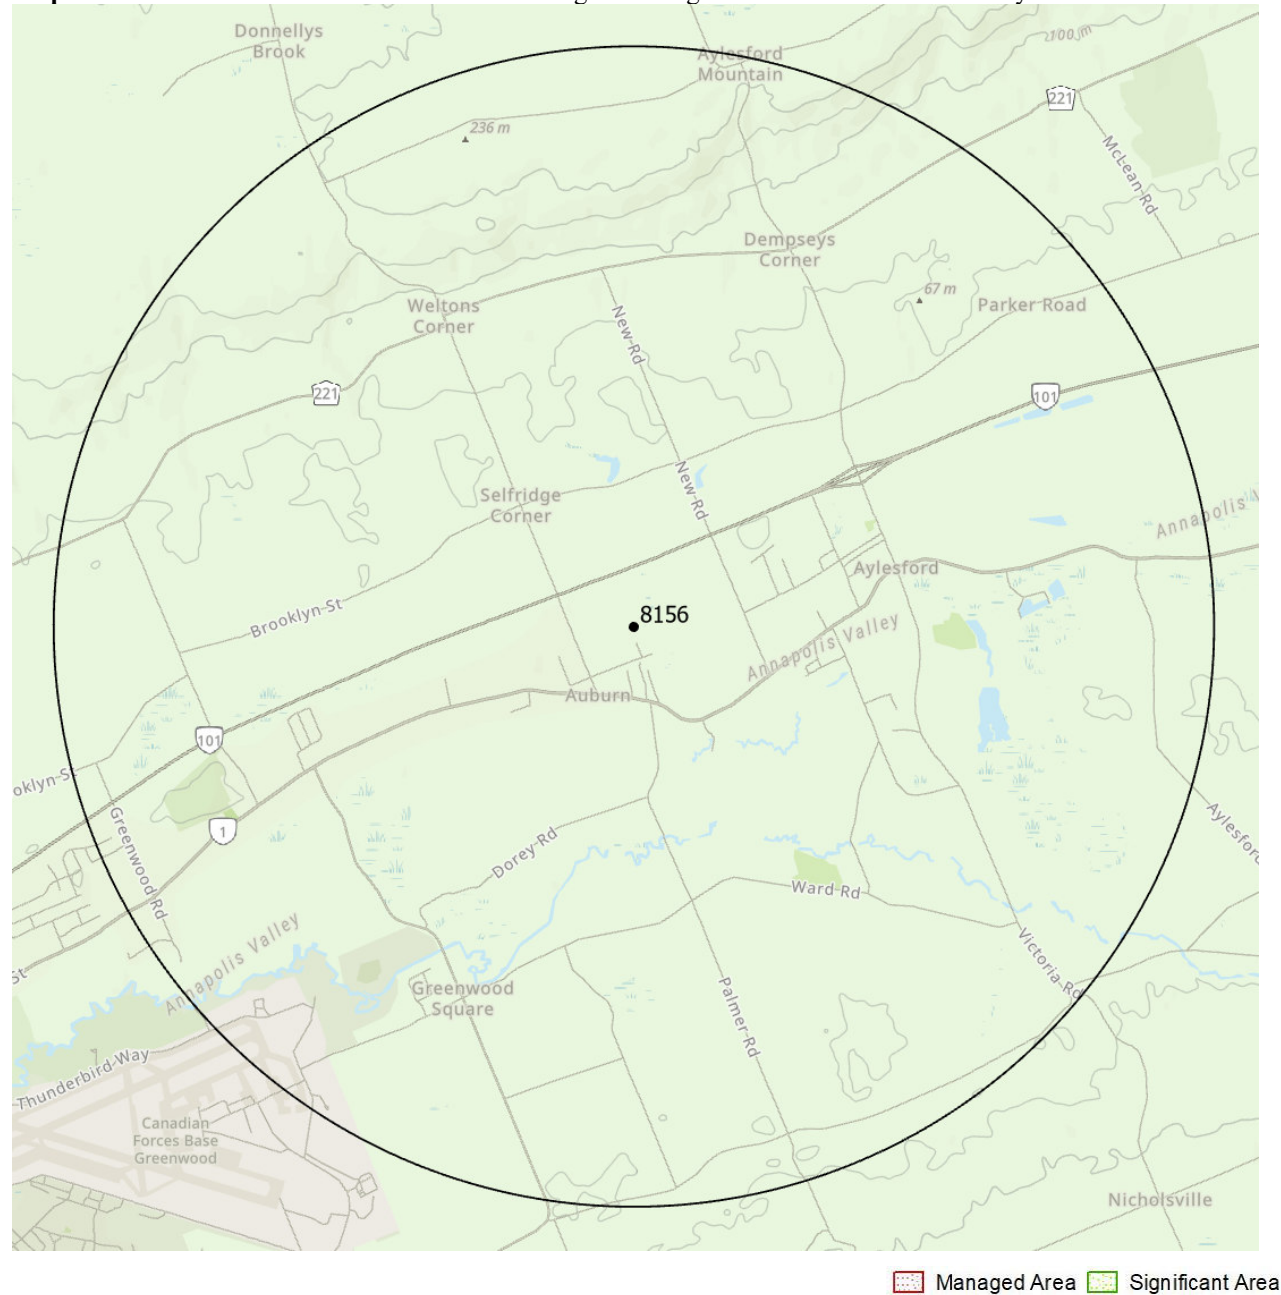 Donnellys
Brook
Aylesford
Mountain
100 m
221
236 m
McLean Rd
Dempseys
Corner
67 m
Parker Road
Weltons
Corner
New Rd
221
101
Selfridge
Corner
New Rd
Annapolis V
Aylesford
Brooklyn St
8156
Annapolis Valley
Auburn
101
oklyn St
1
Greenwood Rd
Dorey Rd
Ward Rd
Aylesford
St
Annapolis Valley
Victoria Rd
Greenwood
Square
Palmer Rd
Thunderbird Way
Canadian
Forces Base
Greenwood
Nicholsville
Managed Area Significant Area